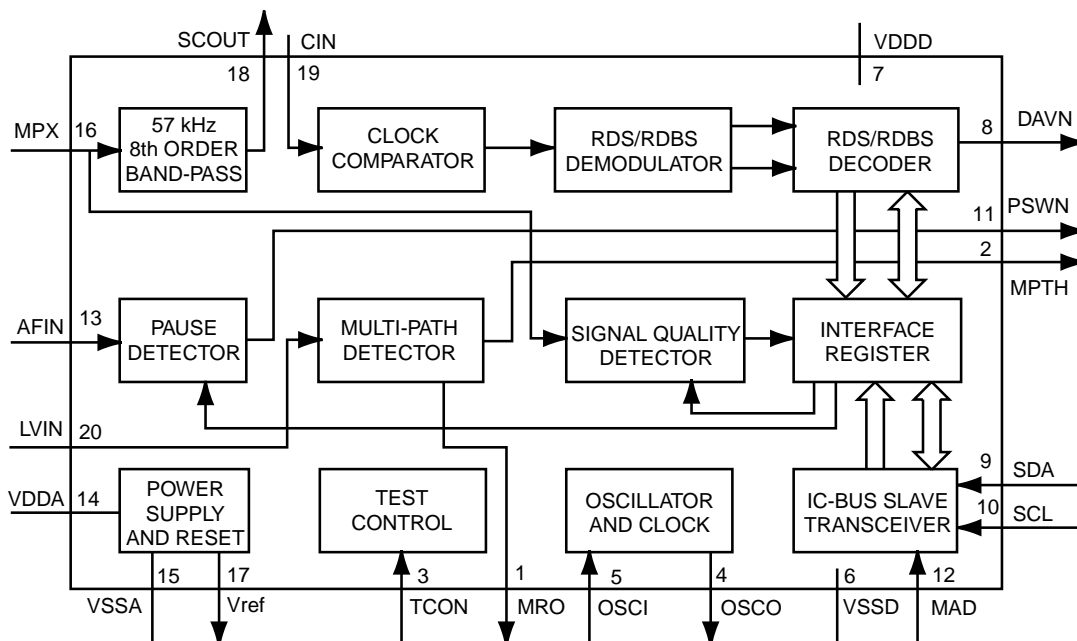 SCOUT
CIN
VDDD
18
19
7
MPX
16
57 kHz
8th ORDER
BAND-PASS
CLOCK
COMPARATOR
RDS/RDBS
DEMODULATOR
RDS/RDBS
DECODER
8
DAVN
11
PSWN
2
MPTH
AFIN
13
PAUSE
DETECTOR
MULTI-PATH
DETECTOR
SIGNAL QUALITY
DETECTOR
INTERFACE
REGISTER
LVIN
20
VDDA
14
POWER
SUPPLY
AND RESET
TEST
CONTROL
OSCILLATOR
AND CLOCK
IC-BUS SLAVE
TRANSCEIVER
9
SDA
10
SCL
15
17
3
1
5
4
6
12
VSSA
Vref
TCON
MRO
OSCI
OSCO
VSSD
MAD